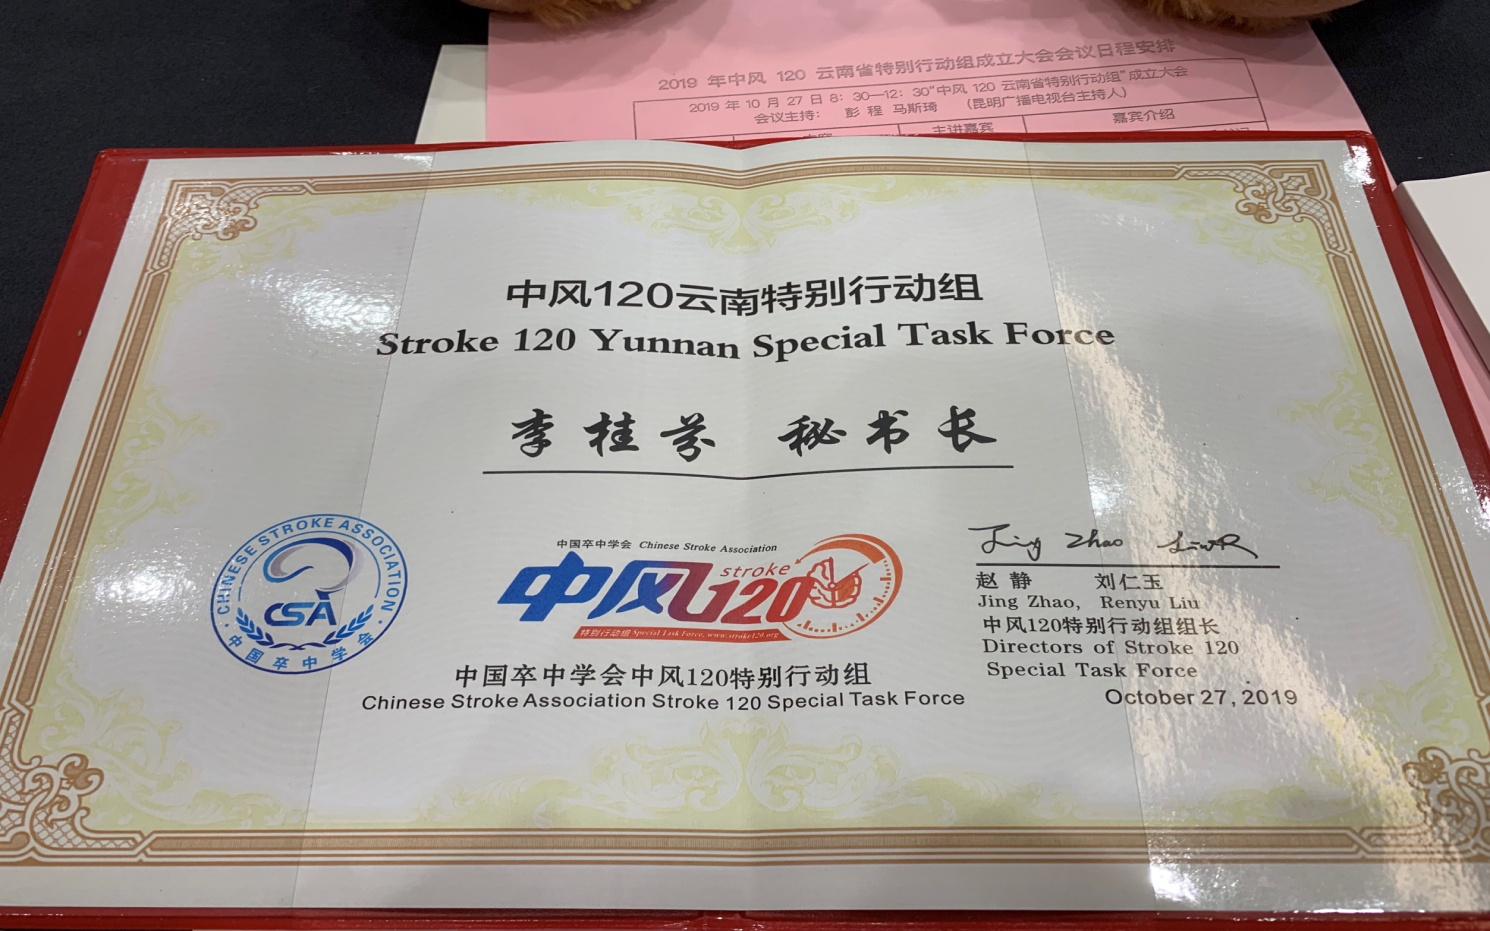 2019 年中风 120 云南省特别行动组成立大会会议日程安排
2019 年 10 月 27 日 8：30—12：30“中风 120 云南省特别行动组”成立大会
会议主持： 彭 程 马斯琦 （昆明广播电视台主持人）
主讲嘉宾 嘉宾介绍
中风120云南特别行动组
Stroke 120 Yunnan Special Task Force
李桂芬 秘书长
CHINESE STROKE ASSOCIATION
CSA
中国卒中学会
中国卒中学会 Chinese Stroke Association
stroke
中风120
特别行动组 Special Task Force, www.stroke120.org
中国卒中学会中风120特别行动组
Chinese Stroke Association Stroke 120 Special Task Force
Jing Zhao
赵 静 刘仁玉
Jing Zhao, Renyu Liu
中风120特别行动组组长
Directors of Stroke 120
Special Task Force
October 27, 2019